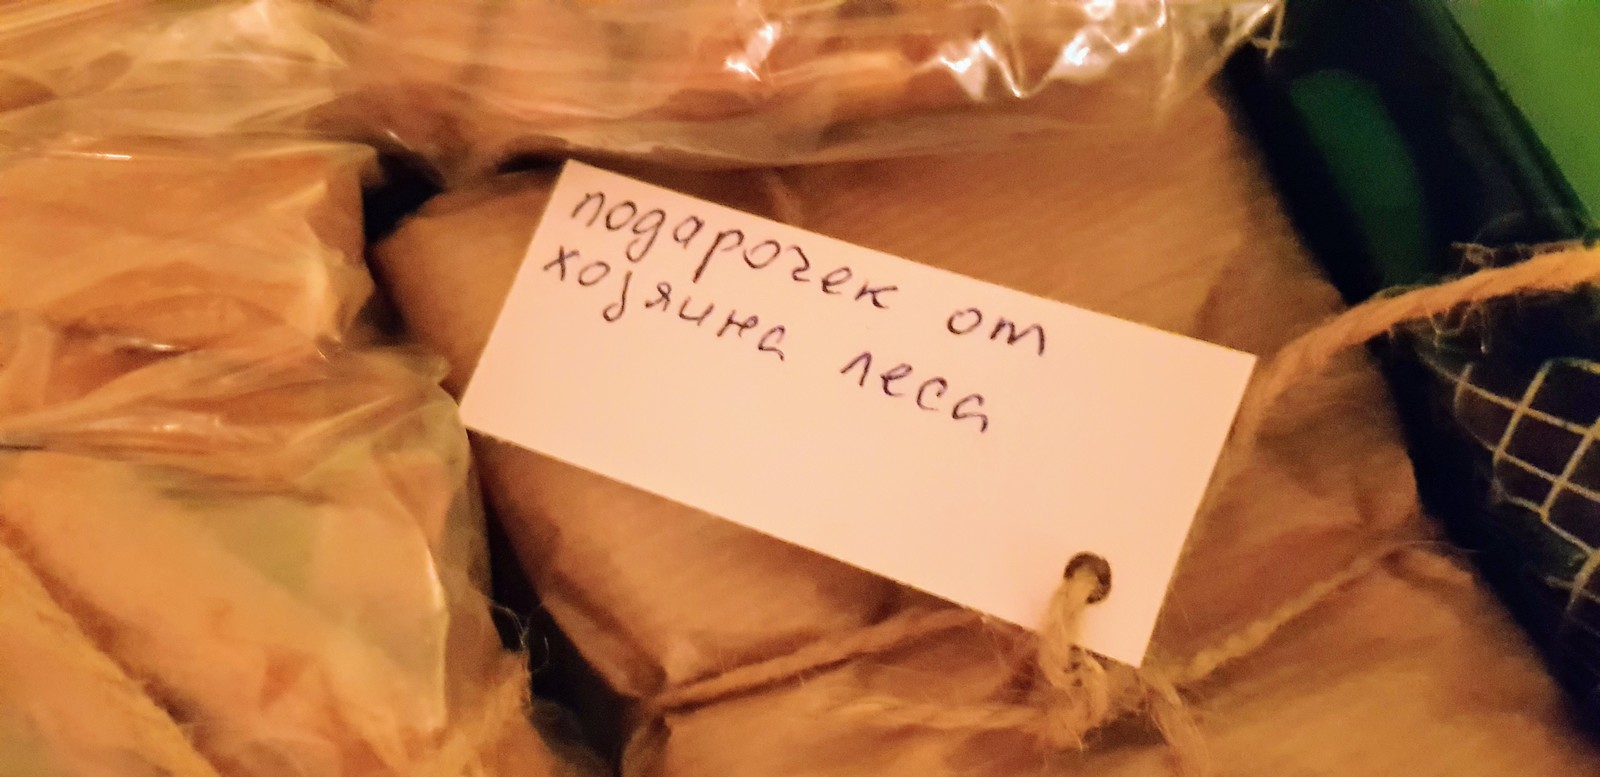 подарочек от
хозяина леса